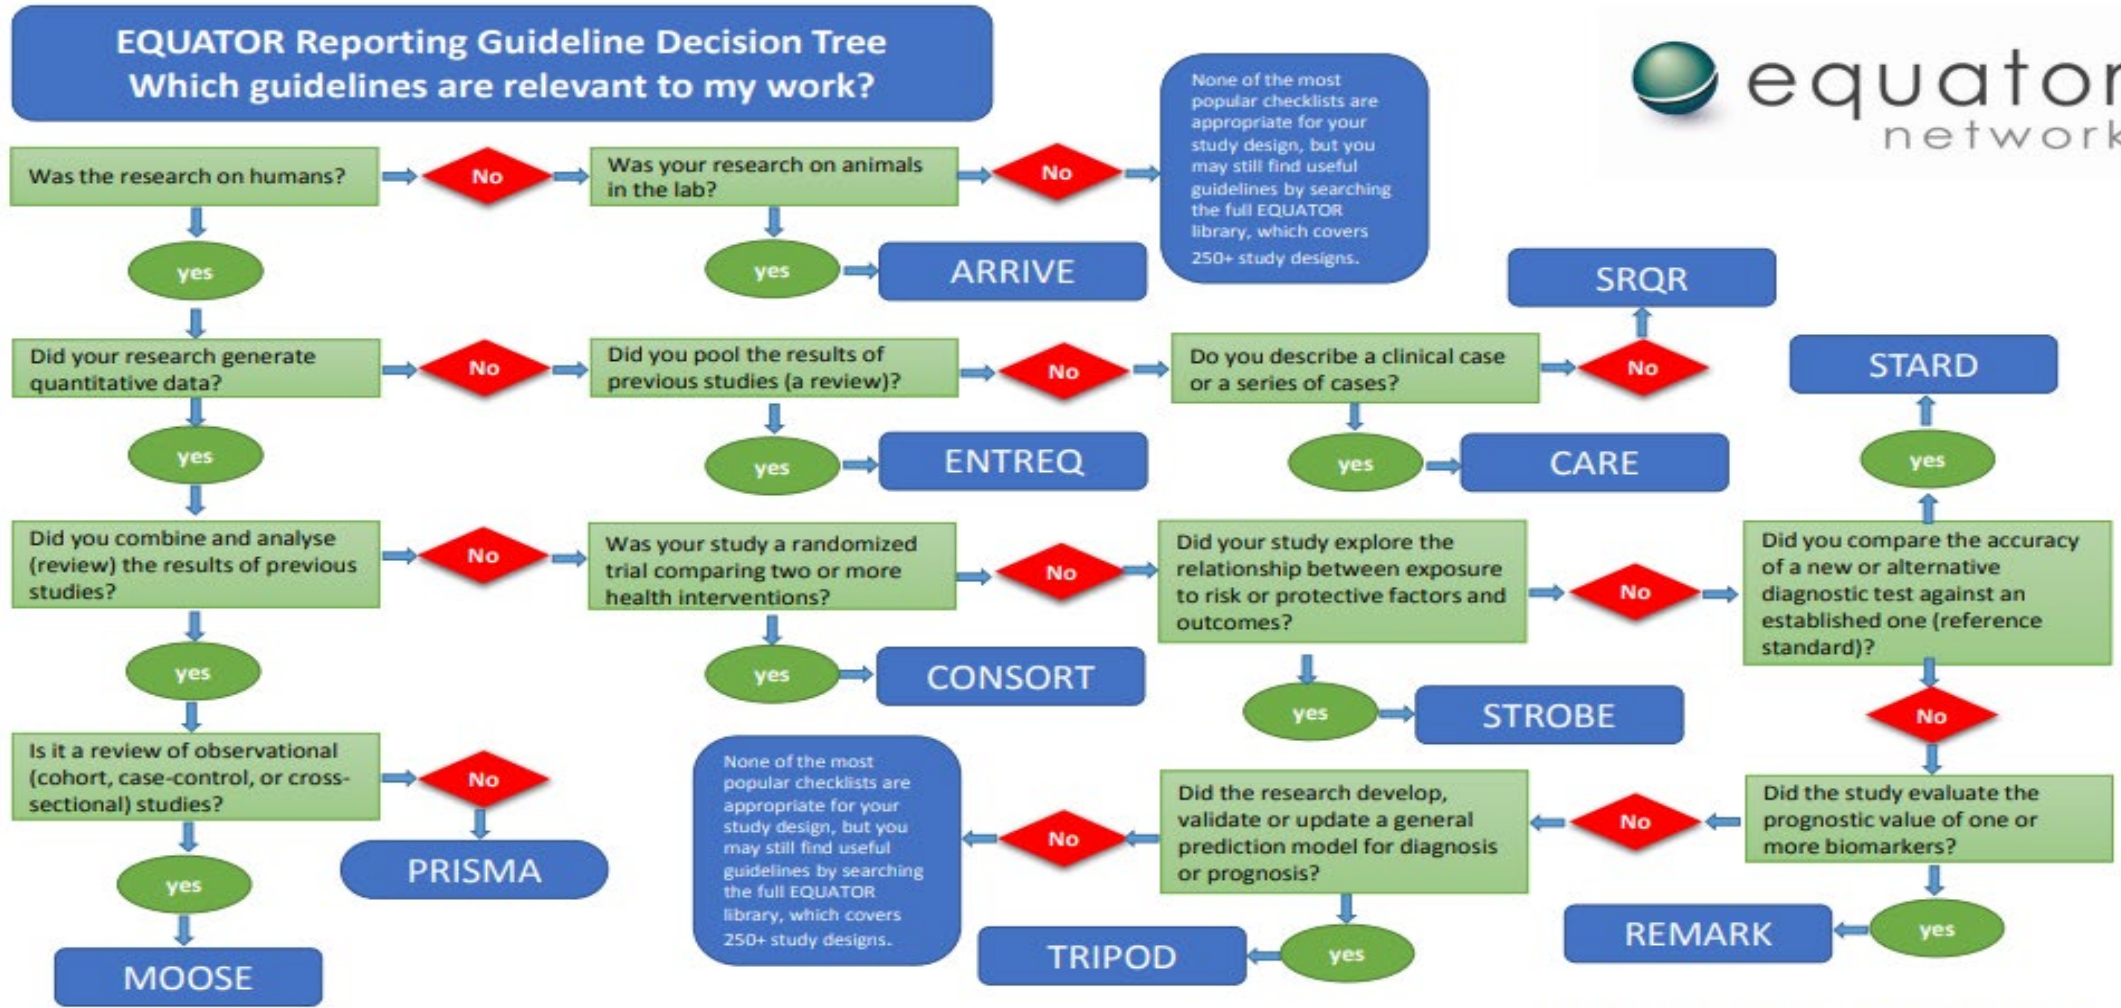 EQUATOR Reporting Guideline Decision Tree
Which guidelines are relevant to my work?
equator
network
None of the most
popular checklists are
appropriate for your
study design, but you
may still find useful
guidelines by searching
the full EQUATOR
library, which covers
250+ study designs.
Was the research on humans?
No
Was your research on animals
in the lab?
No
yes
yes
ARRIVE
SRQR
Did your research generate
quantitative data?
No
Did you pool the results of
previous studies (a review)?
No
Do you describe a clinical case
or a series of cases?
No
STARD
yes
yes
ENTREQ
yes
CARE
yes
Did you combine and analyse
(review) the results of previous
studies?
No
Was your study a randomized
trial comparing two or more
health interventions?
No
Did your study explore the
relationship between exposure
to risk or protective factors and
outcomes?
No
Did you compare the accuracy
of a new or alternative
diagnostic test against an
established one (reference
standard)?
yes
yes
CONSORT
yes
STROBE
No
Is it a review of observational
(cohort, case-control, or cross-
sectional) studies?
No
PRISMA
None of the most
popular checklists are
appropriate for your
study design, but you
may still find useful
guidelines by searching
the full EQUATOR
library, which covers
250+ study designs.
No
Did the research develop,
validate or update a general
prediction model for diagnosis
or prognosis?
No
Did the study evaluate the
prognostic value of one or
more biomarkers?
yes
MOOSE
TRIPOD
yes
REMARK
yes